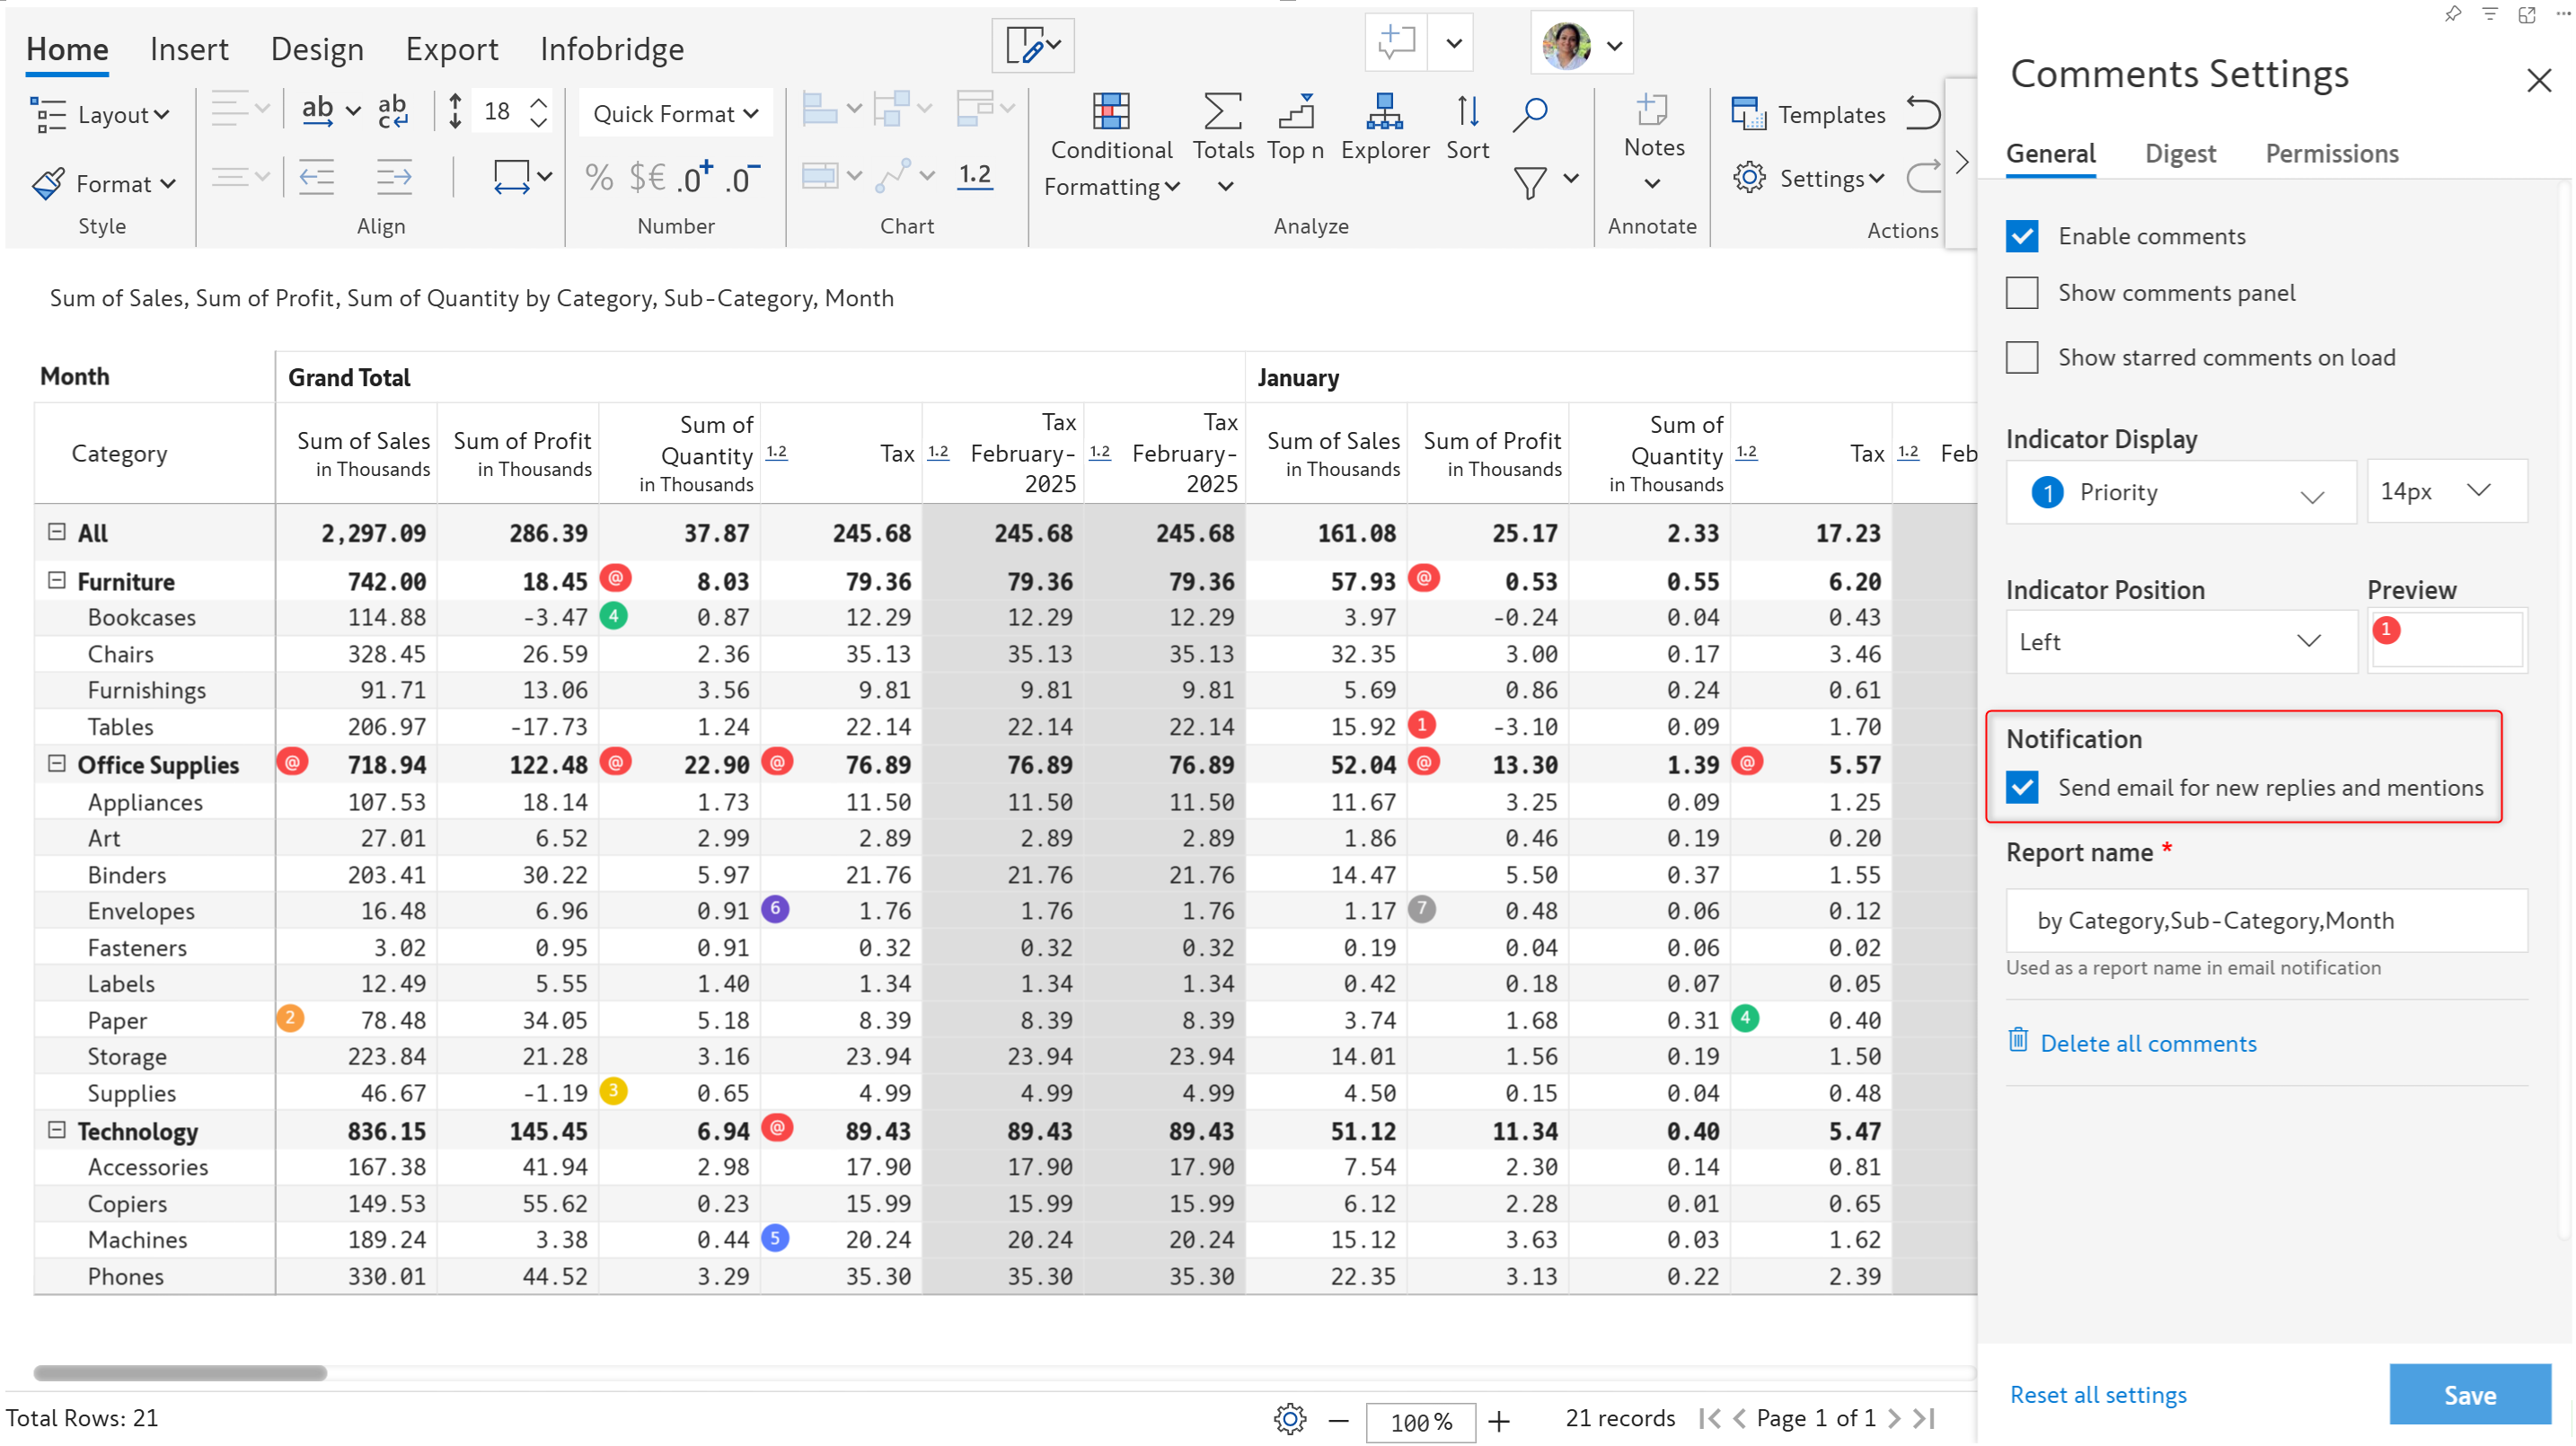 Home Insert Design Export Infobridge
Layout ab ab c 18 Quick Format
Format % $€ .0+ .0- 1.2
Conditional Formatting Totals Top n Explorer Sort Notes Templates Settings
Style Align Number Chart Analyze Annotate Actions
Sum of Sales, Sum of Profit, Sum of Quantity by Category, Sub-Category, Month
Month Grand Total January
Category Sum of Sales in Thousands Sum of Profit in Thousands Sum of Quantity in Thousands 1.2 Tax 1.2 Tax February-2025 1.2 Tax February-2025 Sum of Sales in Thousands Sum of Profit in Thousands Sum of Quantity in Thousands 1.2 Tax 1.2 Feb
All 2,297.09 286.39 37.87 245.68 245.68 245.68 161.08 25.17 2.33 17.23
Furniture 742.00 18.45 @ 8.03 79.36 79.36 79.36 57.93 @ 0.53 0.55 6.20
Bookcases 114.88 -3.47 4 0.87 12.29 12.29 12.29 3.97 -0.24 0.04 0.43
Chairs 328.45 26.59 2.36 35.13 35.13 35.13 32.35 3.00 0.17 3.46
Furnishings 91.71 13.06 3.56 9.81 9.81 9.81 5.69 0.86 0.24 0.61
Tables 206.97 -17.73 1.24 22.14 22.14 22.14 15.92 1 -3.10 0.09 1.70
Office Supplies @ 718.94 122.48 @ 22.90 @ 76.89 76.89 76.89 52.04 @ 13.30 1.39 @ 5.57
Appliances 107.53 18.14 1.73 11.50 11.50 11.50 11.67 3.25 0.09 1.25
Art 27.01 6.52 2.99 2.89 2.89 2.89 1.86 0.46 0.19 0.20
Binders 203.41 30.22 5.97 21.76 21.76 21.76 14.47 5.50 0.37 1.55
Envelopes 16.48 6.96 0.91 6 1.76 1.76 1.76 1.17 7 0.48 0.06 0.12
Fasteners 3.02 0.95 0.91 0.32 0.32 0.32 0.19 0.04 0.06 0.02
Labels 12.49 5.55 1.40 1.34 1.34 1.34 0.42 0.18 0.07 0.05
Paper 2 78.48 34.05 5.18 8.39 8.39 8.39 3.74 1.68 0.31 4 0.40
Storage 223.84 21.28 3.16 23.94 23.94 23.94 14.01 1.56 0.19 1.50
Supplies 46.67 -1.19 3 0.65 4.99 4.99 4.99 4.50 0.15 0.04 0.48
Technology 836.15 145.45 6.94 @ 89.43 89.43 89.43 51.12 11.34 0.40 5.47
Accessories 167.38 41.94 2.98 17.90 17.90 17.90 7.54 2.30 0.14 0.81
Copiers 149.53 55.62 0.23 15.99 15.99 15.99 6.12 2.28 0.01 0.65
Machines 189.24 3.38 0.44 5 20.24 20.24 20.24 15.12 3.63 0.03 1.62
Phones 330.01 44.52 3.29 35.30 35.30 35.30 22.35 3.13 0.22 2.39
Total Rows: 21 100% 21 records Page 1 of 1
Comments Settings
General Digest Permissions
Enable comments
Show comments panel
Show starred comments on load
Indicator Display
1 Priority 14px
Indicator Position Preview
Left 1
Notification
Send email for new replies and mentions
Report name *
by Category,Sub-Category,Month
Used as a report name in email notification
Delete all comments
Reset all settings Save